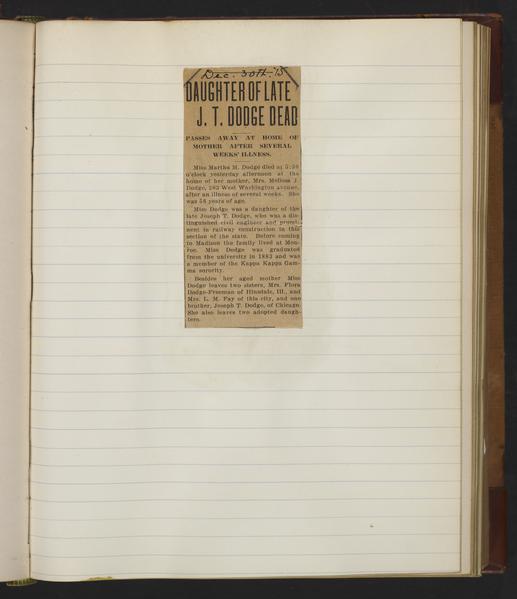 Dec. 30th. '15
DAUGHTER OF LATE
J. T. DODGE DEAD
PASSES AWAY AT HOME OF
MOTHER AFTER SEVERAL
WEEKS' ILLNESS.
Miss Martha M. Dodge died at 5:30
o'clock yesterday afternoon at the
home of her mother, Mrs. Melissa J.
Dodge, 282 West Washington avenue,
after an illness of several weeks. She
was 56 years of age.
Miss Dodge was a daughter of the
late Joseph T. Dodge, who was a dis-
tinguished civil engineer and promi-
nent in railway construction in this
section of the state. Before coming
to Madison the family lived at Mon-
roe. Miss Dodge was graduated
from the university in 1883 and was
a member of the Kappa Kappa Gam-
ma sorority.
Besides her aged mother Miss
Dodge leaves two sisters, Mrs. Flora
Dodge-Freeman of Hinsdale, Ill., and
Mrs. L. M. Fay of this city, and one
brother, Joseph T. Dodge, of Chicago.
She also leaves two adopted daugh-
ters.